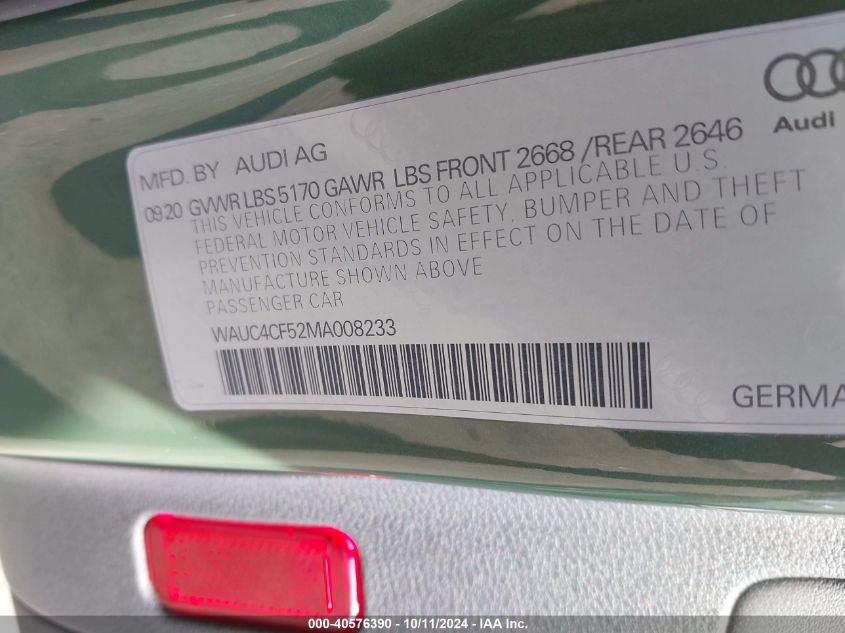 Audi
MFD. BY AUDI AG
09 20 GVWR LBS 5170 GAWR LBS FRONT 2668 / REAR 2646
THIS VEHICLE CONFORMS TO ALL APPLICABLE U.S.
FEDERAL MOTOR VEHICLE SAFETY, BUMPER AND THEFT
PREVENTION STANDARDS IN EFFECT ON THE DATE OF
MANUFACTURE SHOWN ABOVE
PASSENGER CAR
WAUC4CF52MA008233
GERMA
000-40576390 - 10/11/2024 - IAA Inc.